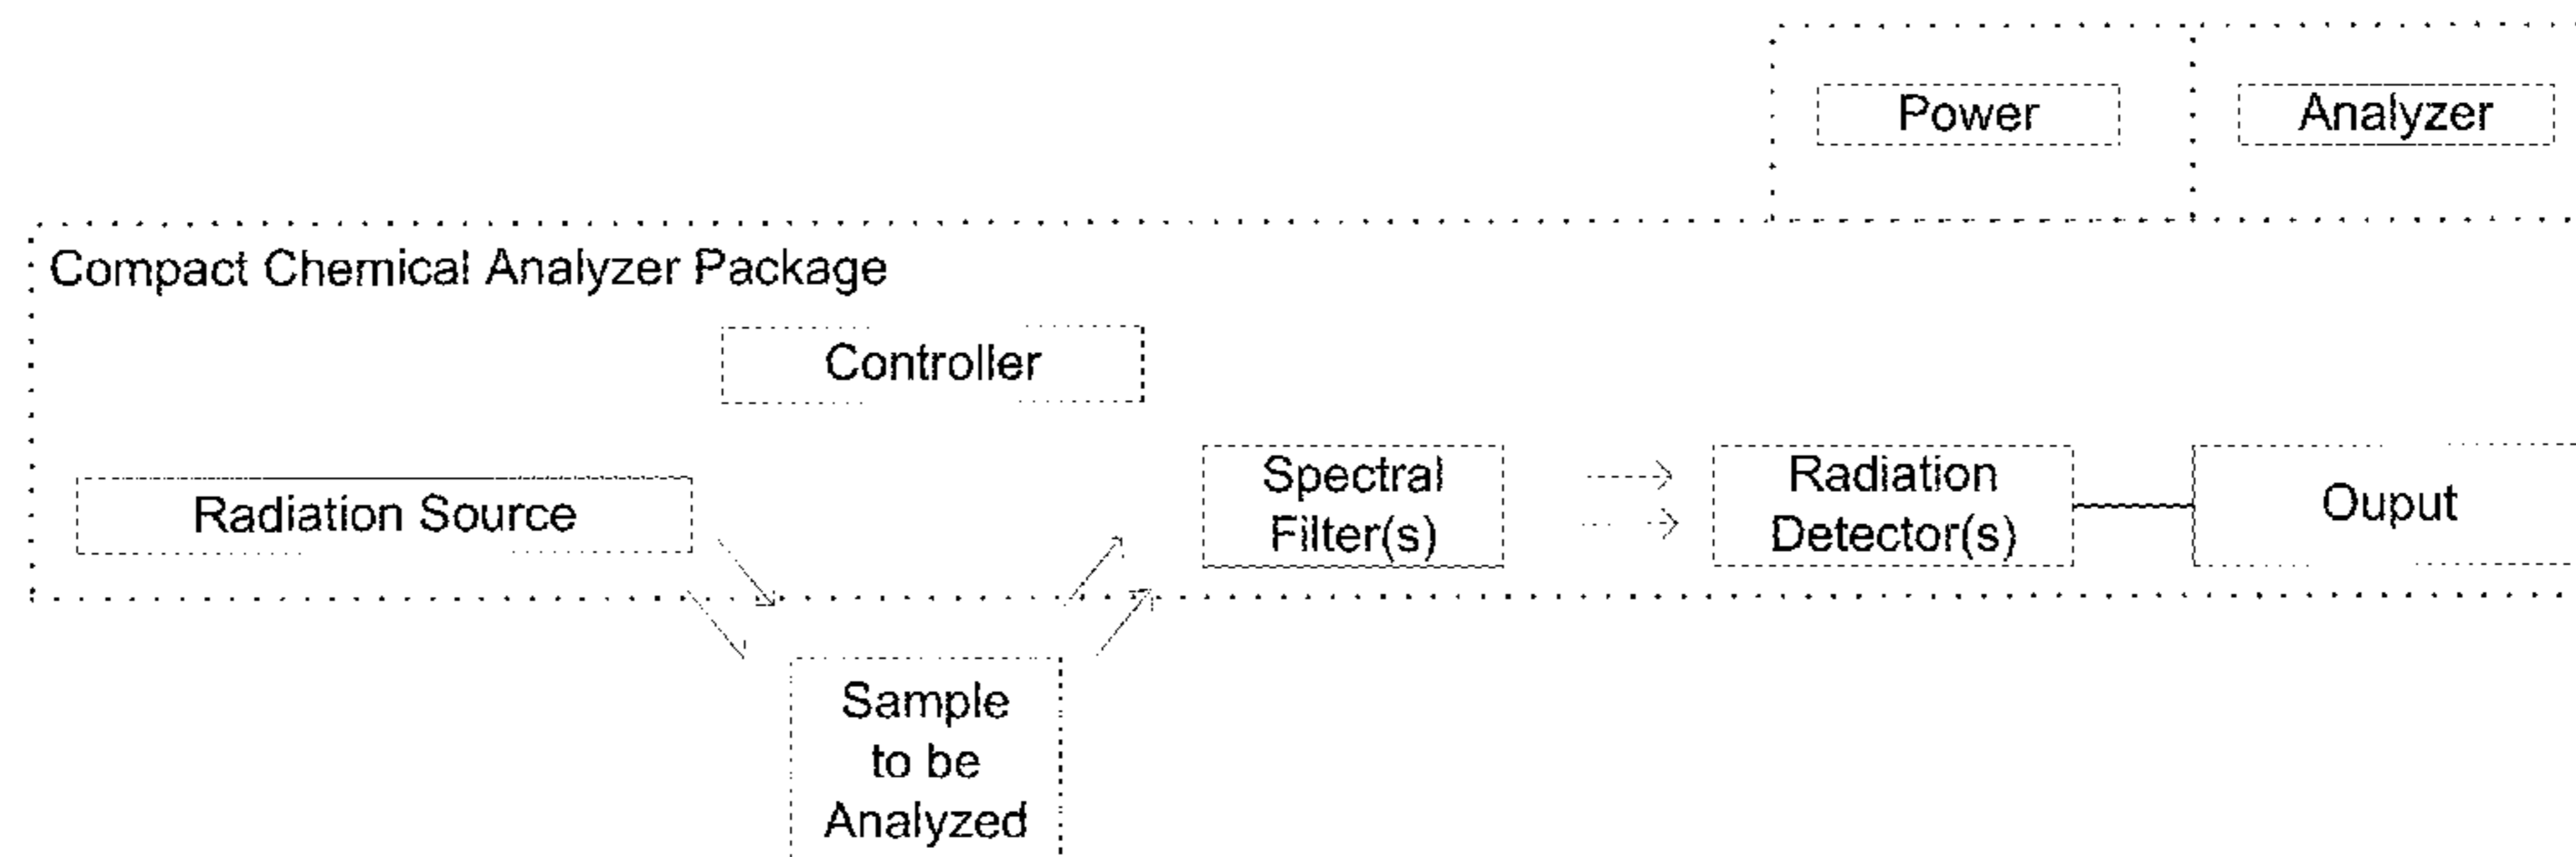 Power
Analyzer
Compact Chemical Analyzer Package
Controller
Radiation Source
Spectral
Filter(s)
Radiation
Detector(s)
Ouput
Sample
to be
Analyzed